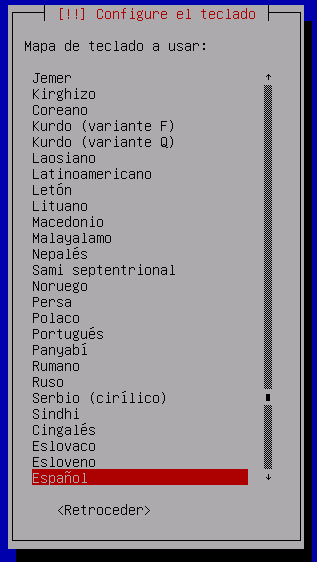 [!!] Configure el teclado
Mapa de teclado a usar:
Jemer
Kirghizo
Coreano
Kurdo (variante F)
Kurdo (variante Q)
Laosiano
Latinoamericano
Letón
Lituano
Macedonio
Malayalamo
Nepalés
Sami septentrional
Noruego
Persa
Polaco
Portugués
Panyabí
Rumano
Ruso
Serbio (cirílico)
Sindhi
Cingalés
Eslovaco
Esloveno
Español
<Retroceder>